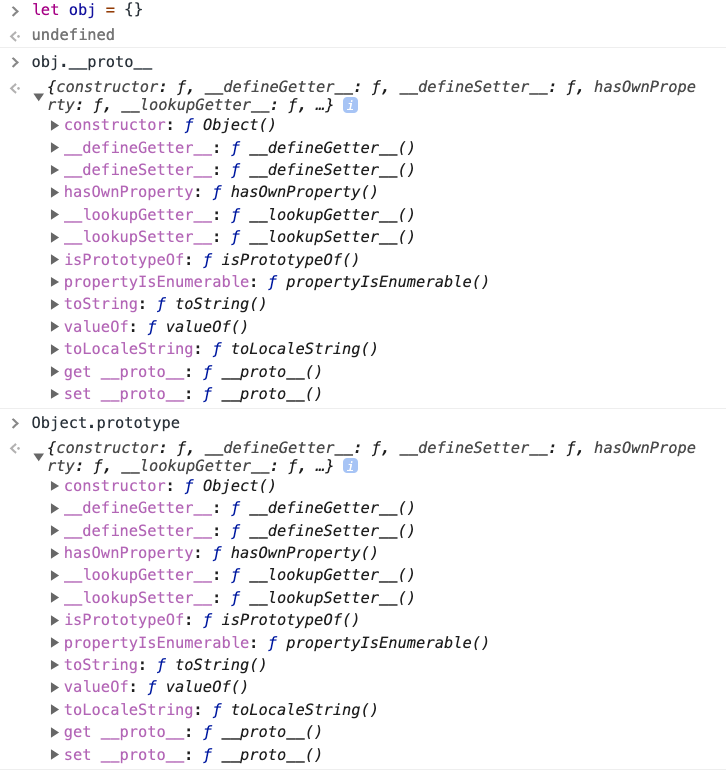 let obj = {}
undefined
obj.__proto__
{constructor: ƒ, __defineGetter__: ƒ, __defineSetter__: ƒ, hasOwnPrope
rty: ƒ, __lookupGetter__: ƒ, …} i
constructor: ƒ Object()
__defineGetter__: ƒ __defineGetter__()
__defineSetter__: ƒ __defineSetter__()
hasOwnProperty: ƒ hasOwnProperty()
__lookupGetter__: ƒ __lookupGetter__()
__lookupSetter__: ƒ __lookupSetter__()
isPrototypeOf: ƒ isPrototypeOf()
propertyIsEnumerable: ƒ propertyIsEnumerable()
toString: ƒ toString()
valueOf: ƒ valueOf()
toLocaleString: ƒ toLocaleString()
get __proto__: ƒ __proto__()
set __proto__: ƒ __proto__()
Object.prototype
{constructor: ƒ, __defineGetter__: ƒ, __defineSetter__: ƒ, hasOwnPrope
rty: ƒ, __lookupGetter__: ƒ, …} i
constructor: ƒ Object()
__defineGetter__: ƒ __defineGetter__()
__defineSetter__: ƒ __defineSetter__()
hasOwnProperty: ƒ hasOwnProperty()
__lookupGetter__: ƒ __lookupGetter__()
__lookupSetter__: ƒ __lookupSetter__()
isPrototypeOf: ƒ isPrototypeOf()
propertyIsEnumerable: ƒ propertyIsEnumerable()
toString: ƒ toString()
valueOf: ƒ valueOf()
toLocaleString: ƒ toLocaleString()
get __proto__: ƒ __proto__()
set __proto__: ƒ __proto__()